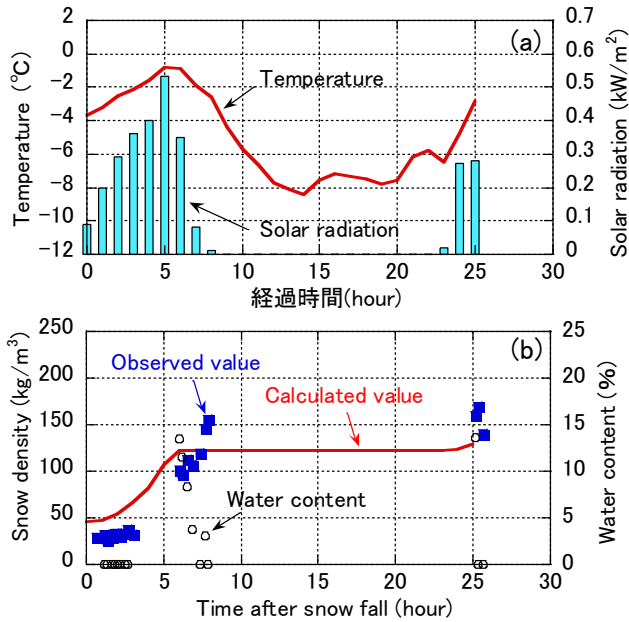 (a)
Temperature (℃)
2
0
−2
−4
−6
−8
−10
−12
Temperature
Solar radiation
0.7
0.6
0.5
0.4
0.3
0.2
0.1
0
Solar radiation (kW/m²)
0 5 10 15 20 25 30
経過時間(hour)
(b)
Snow density (kg/m³)
250
200
150
100
50
0
Observed value
Calculated value
Water content
25
20
15
10
5
0
Water content (%)
0 5 10 15 20 25 30
Time after snow fall (hour)